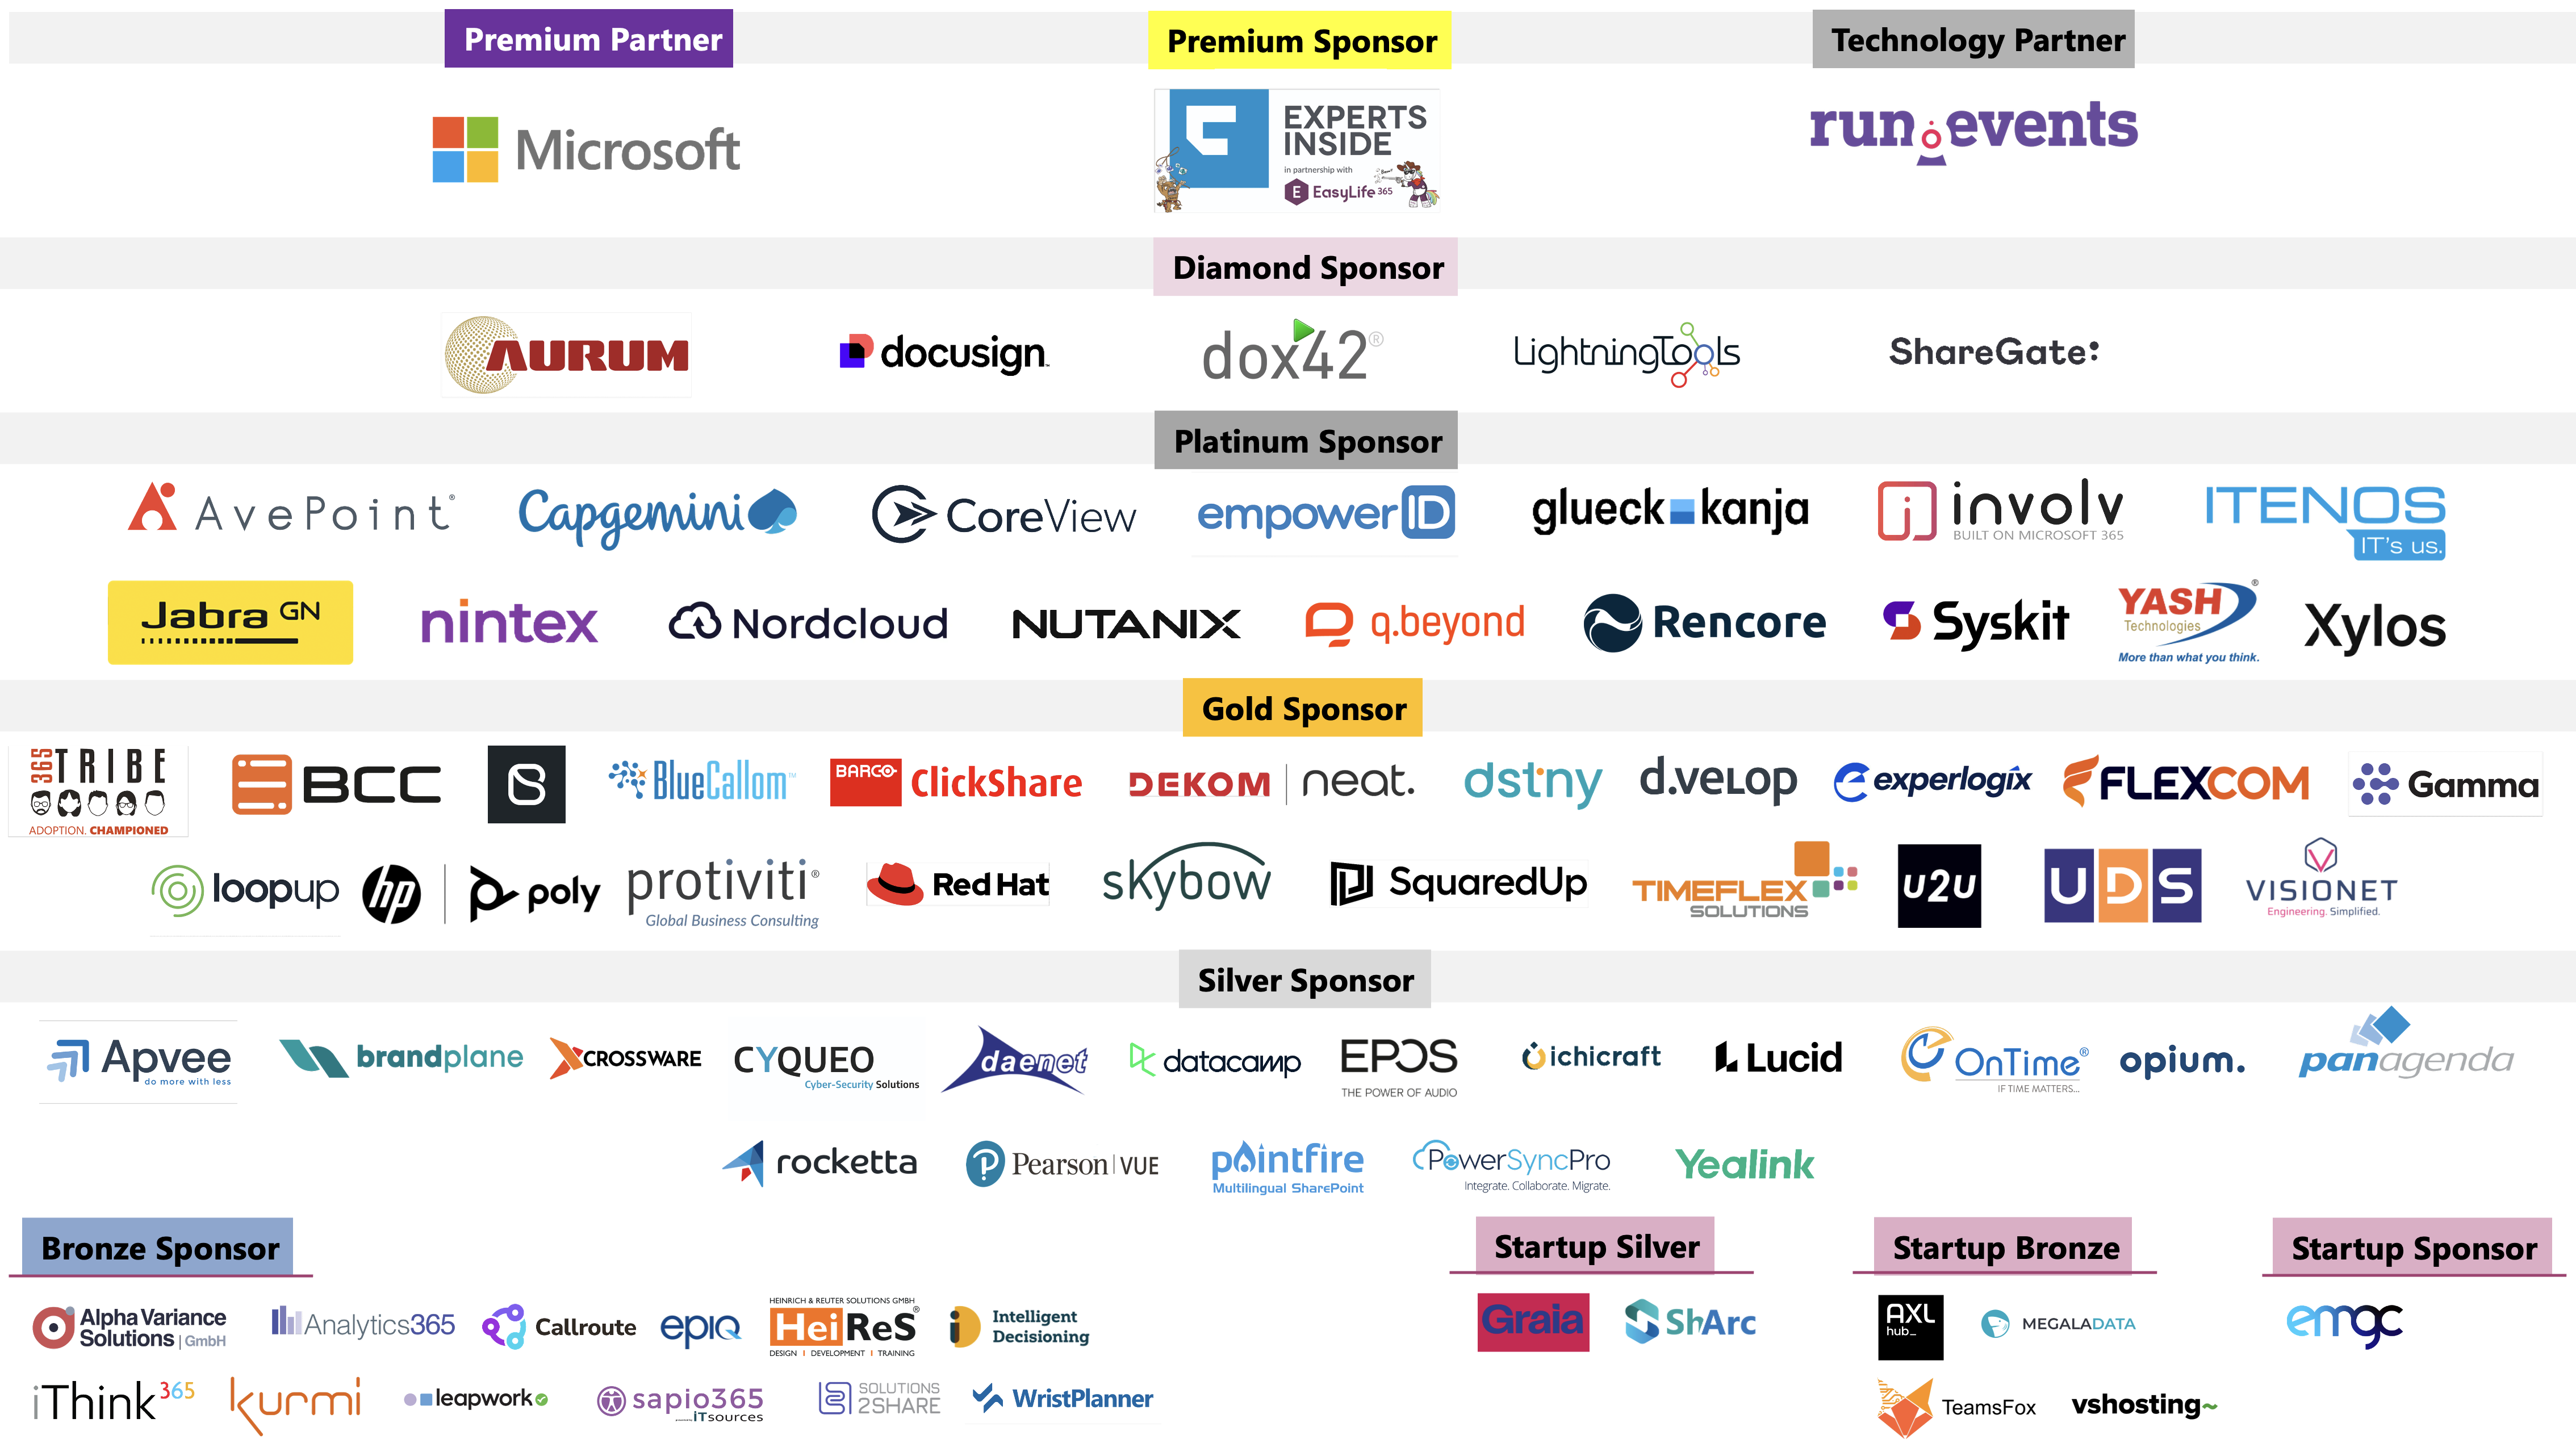 Premium Partner
Premium Sponsor
Technology Partner
Microsoft
EXPERTS
INSIDE
in partnership with
E EasyLife 365
run.events
Diamond Sponsor
AURUM
docusign
dox42®
LightningTools
ShareGate:
Platinum Sponsor
AvePoint®
Capgemini
CoreView
empowerID
glueck kanja
involv
BUILT ON MICROSOFT 365
ITENOS
IT's us.
Jabra GN
nintex
Nordcloud
NUTANIX
q.beyond
Rencore
Syskit
YASH®
Technologies
More than what you think.
Xylos
Gold Sponsor
365 TRIBE
ADOPTION. CHAMPIONED
BCC
BlueCallom™
BARCO ClickShare
DEKOM | neat.
dstny
d.velop
experlogix
FLEXCOM
Gamma
loopup
hp | poly
protiviti®
Global Business Consulting
Red Hat
skybow
SquaredUp
TIMEFLEX
SOLUTIONS
u2u
UDS
VISIONET
Engineering. Simplified.
Silver Sponsor
Apvee
do more with less
brandplane
CROSSWARE
CYQUEO
Cyber-Security Solutions
daenet
datacamp
EPOS
THE POWER OF AUDIO
ichicraft
Lucid
OnTime®
IF TIME MATTERS...
opium.
panagenda
rocketta
Pearson | VUE
pointfire
Multilingual SharePoint
PowerSyncPro
Integrate. Collaborate. Migrate.
Yealink
Bronze Sponsor
Startup Silver
Startup Bronze
Startup Sponsor
Alpha Variance
Solutions | GmbH
Analytics365
Callroute
epiq
HEINRICH & REUTER SOLUTIONS GMBH
HeiReS®
DESIGN | DEVELOPMENT | TRAINING
Intelligent
Decisioning
Graia
ShArc
AXL
hub_
MEGALADATA
emgc
iThink 365
kurmi
leapwork
sapio365
iTsources
SOLUTIONS
2SHARE
WristPlanner
TeamsFox
vshosting~